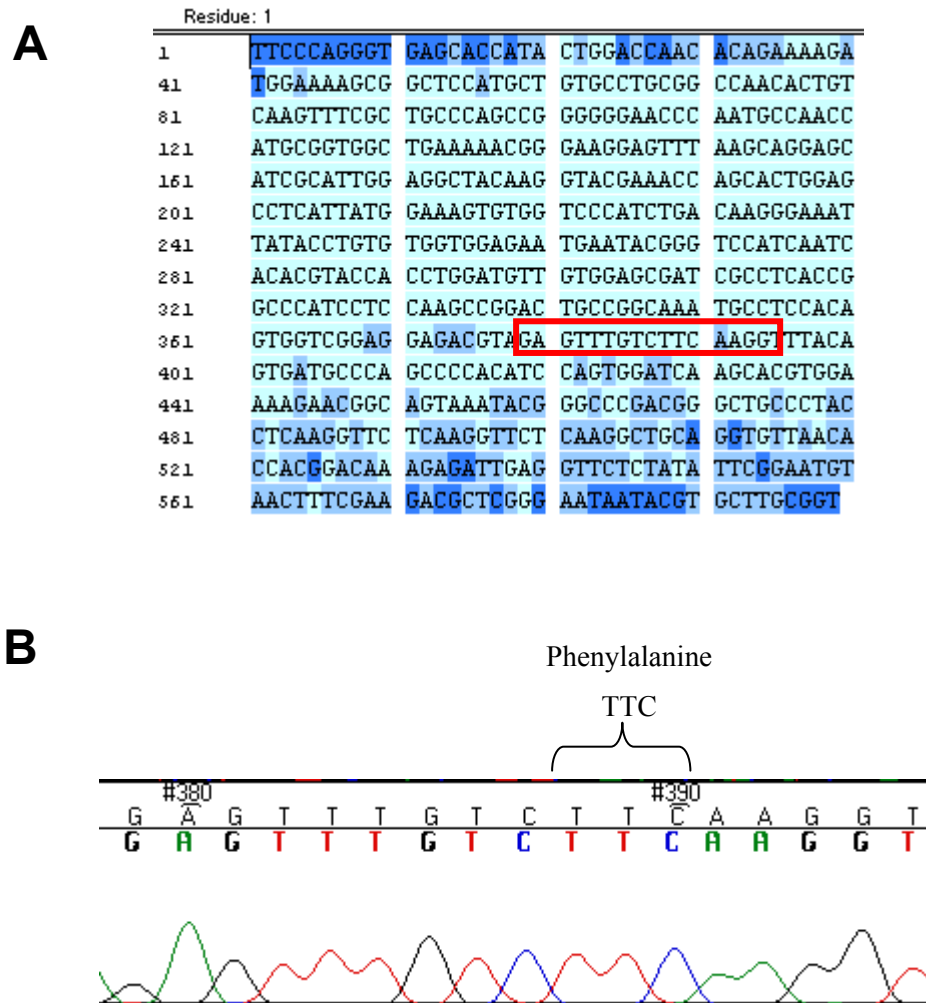 Residue: 1
A
1 TTCCCAGGGT GAGCACCATA CTGGACCAAC ACAGAAAAGA
41 TGGAAAAGCG GCTCCATGCT GTGCCTGCGG CCAACACTGT
81 CAAGTTTCGC TGCCCAGCCG GGGGGAACCC AATGCCAACC
121 ATGCGGTGGC TGAAAAACGG GAAGGAGTTT AAGCAGGAGC
161 ATCGCATTGG AGGCTACAAG GTACGAAACC AGCACTGGAG
201 CCTCATTATG GAAAGTGTGG TCCCATCTGA CAAGGGAAAT
241 TATACCTGTG TGGTGGAGAA TGAATACGGG TCCATCAATC
281 ACACGTACCA CCTGGATGTT GTGGAGCGAT CGCCTCACCG
321 GCCCATCCTC CAAGCCGGAC TGCCGGCAAA TGCCTCCACA
361 GTGGTCGGAG GAGACGTAGA GTTTGTCTTC AAGGTTTACA
401 GTGATGCCCA GCCCCACATC CAGTGGATCA AGCACGTGGA
441 AAAGAACGGC AGTAAATACG GGCCCGACGG GCTGCCCTAC
481 CTCAAGGTTC TCAAGGTTCT CAAGGCTGCA GGTGTTAACA
521 CCACGGACAA AGAGATTGAG GTTCTCTATA TTCGGAATGT
561 AACTTTCGAA GACGCTCGGG AATAATACGT GCTTGCGGT
B
Phenylalanine
TTC
#380 #390
G A G T T T G T C T T C A A G G T
G A G T T T G T C T T C A A G G T